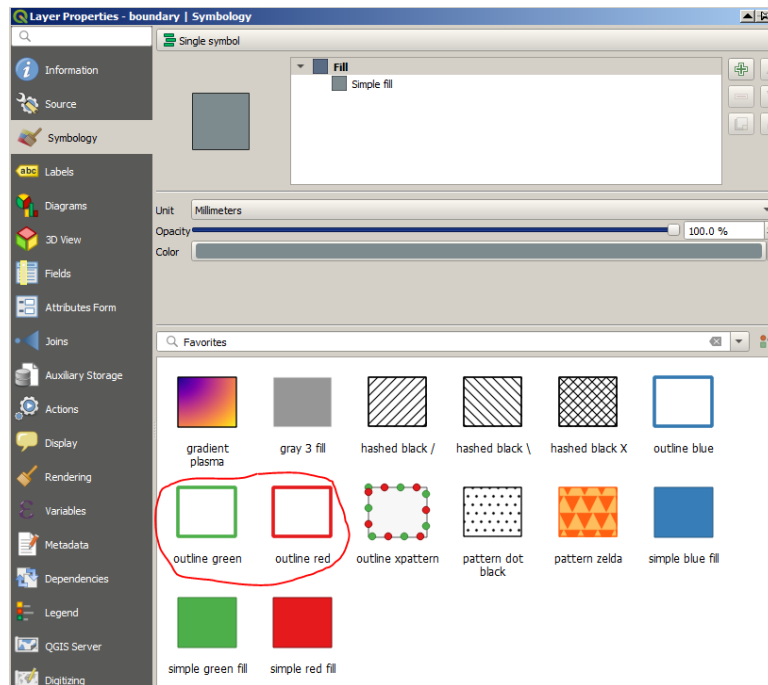 Layer Properties - boundary | Symbology
Single symbol
Information
Source
Symbology
abc Labels
Diagrams
3D View
Fields
Attributes Form
Joins
Auxiliary Storage
Actions
Display
Rendering
Variables
Metadata
Dependencies
Legend
QGIS Server
Digitizing
Fill
Simple fill
Unit Millimeters
Opacity 100.0 %
Color
Favorites
gradient plasma
gray 3 fill
hashed black /
hashed black \
hashed black X
outline blue
outline green
outline red
outline xpattern
pattern dot black
pattern zelda
simple blue fill
simple green fill
simple red fill